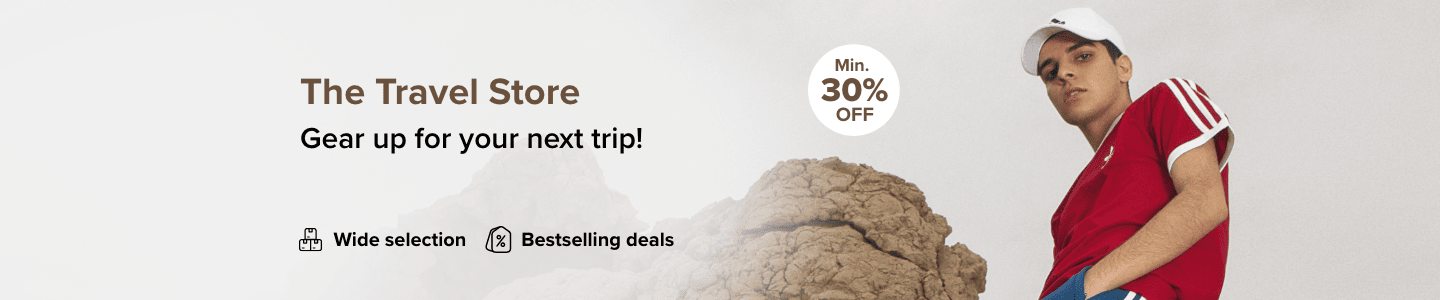 The Travel Store
Gear up for your next trip!
Min.
30%
OFF
Wide selection
Bestselling deals